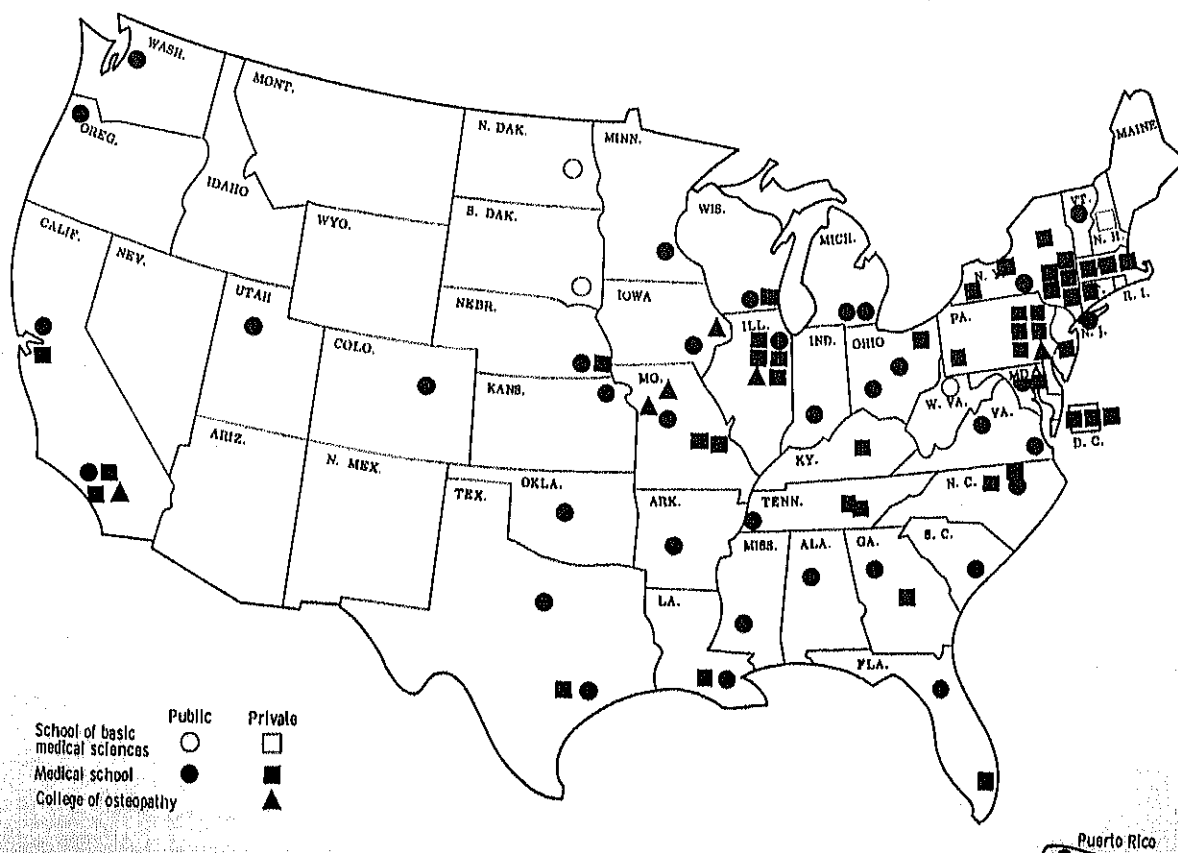 WASH.
MONT.
N. DAK.
MINN.
MAINE
OREG.
IDAHO
S. DAK.
WIS.
MICH.
VT.
N. H.
CALIF.
NEV.
WYO.
UTAH
NEBR.
IOWA
N. Y.
R. I.
COLO.
ILL.
IND.
OHIO
PA.
N. J.
KANS.
MO.
W. VA.
MD.
VA.
D. C.
ARIZ.
N. MEX.
TEX.
OKLA.
ARK.
KY.
TENN.
N. C.
MISS.
ALA.
GA.
S. C.
LA.
FLA.
Public Private
School of basic
medical sciences
Medical school
College of osteopathy
Puerto Rico